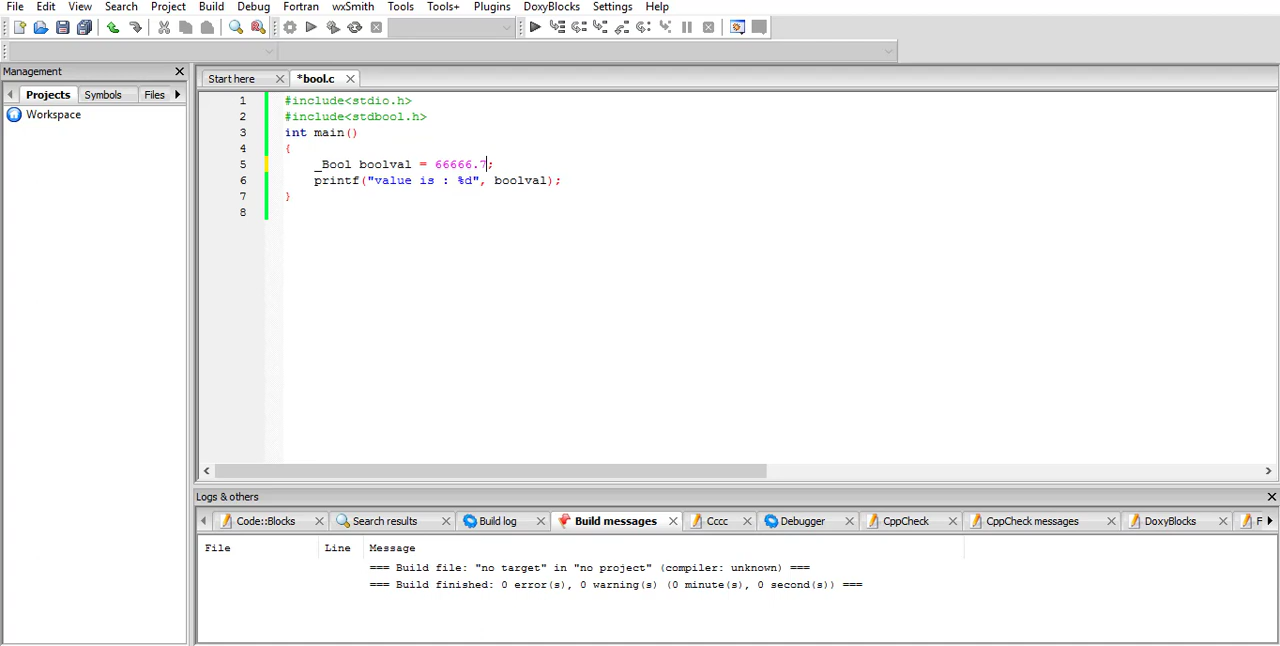 File Edit View Search Project Build Debug Fortran wxSmith Tools Tools+ Plugins DoxyBlocks Settings Help
Management
Start here *bool.c
Projects Symbols Files
Workspace
1 #include<stdio.h>
2 #include<stdbool.h>
3 int main()
4 {
5 _Bool boolval = 66666.7;
6 printf("value is : %d", boolval);
7 }
8
Logs & others
Code::Blocks Search results Build log Build messages Cccc Debugger CppCheck CppCheck messages DoxyBlocks F
File Line Message
=== Build file: "no target" in "no project" (compiler: unknown) ===
=== Build finished: 0 error(s), 0 warning(s) (0 minute(s), 0 second(s)) ===